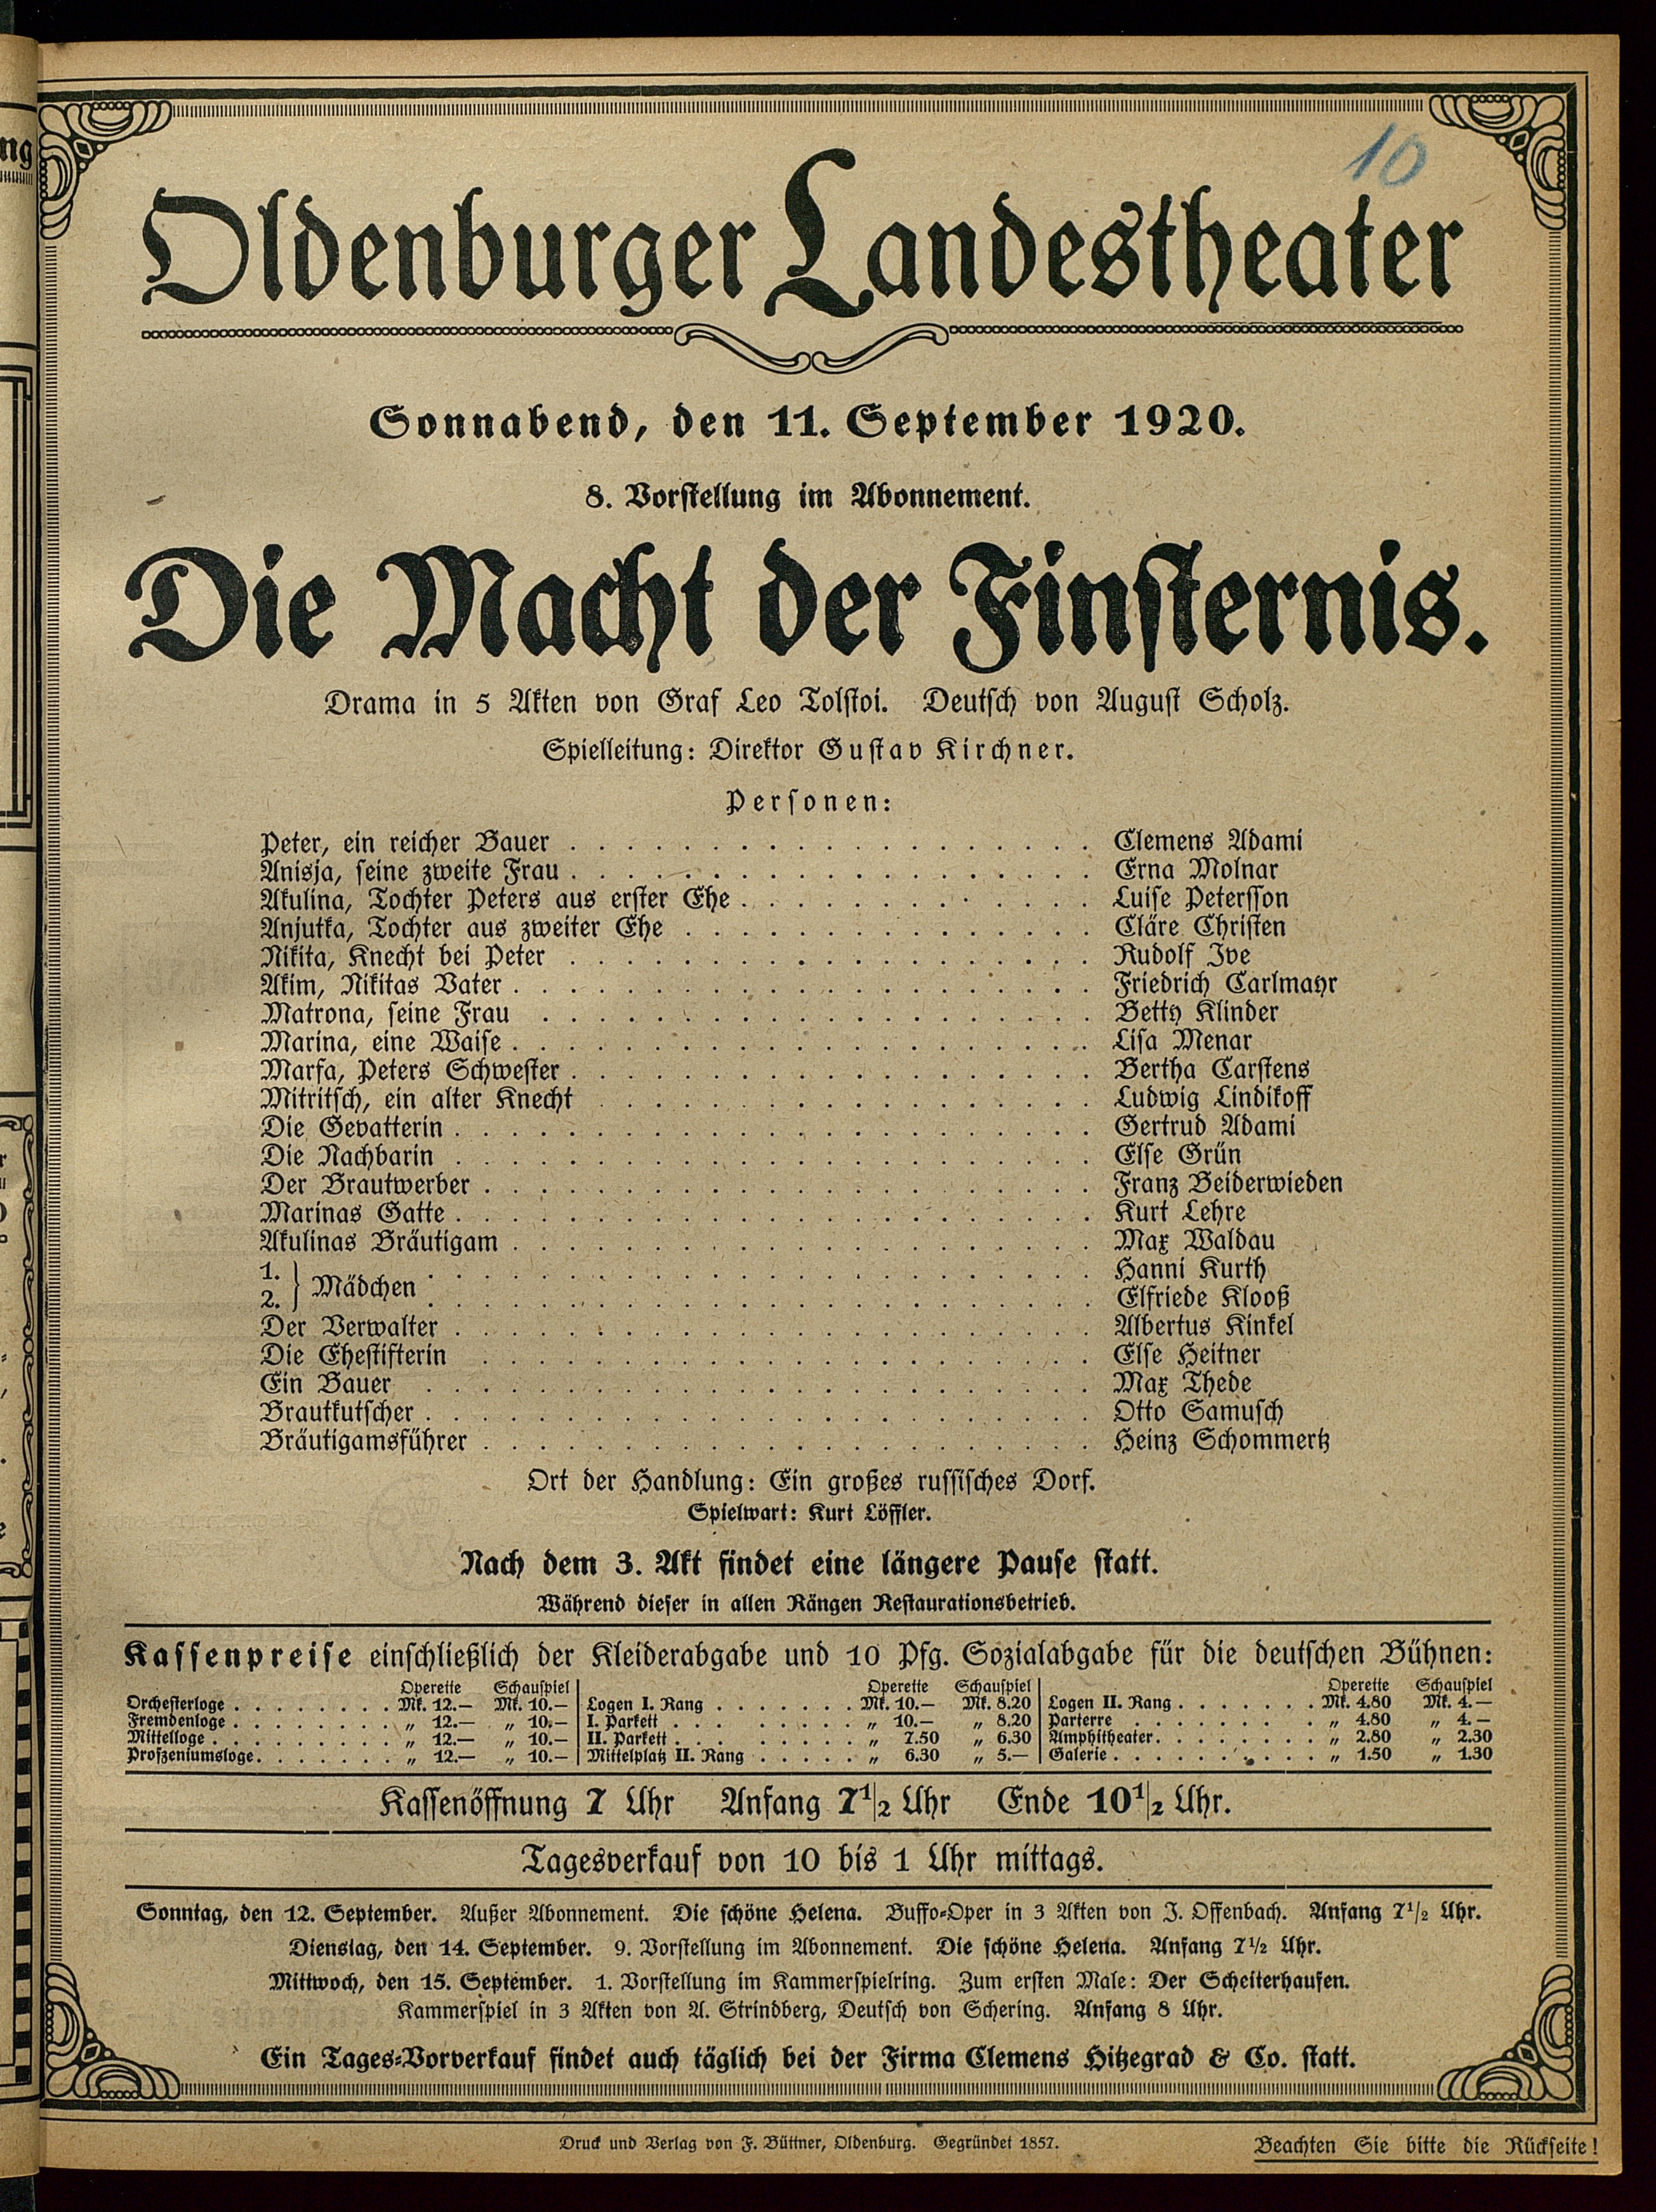 10
Oldenburger Landestheater
Sonnabend, den 11. September 1920.
8. Vorstellung im Abonnement.
Die Macht der Finsternis.
Drama in 5 Akten von Graf Leo Tolstoi. Deutsch von August Scholz.
Spielleitung: Direktor Gustav Kirchner.
Personen:
Peter, ein reicher Bauer . . . Clemens Adami
Anisja, seine zweite Frau . . . Erna Molnar
Akulina, Tochter Peters aus erster Ehe . . . Luise Petersson
Anjutka, Tochter aus zweiter Ehe . . . Cläre Christen
Nikita, Knecht bei Peter . . . Rudolf Ive
Akim, Nikitas Vater . . . Friedrich Carlmayr
Matrona, seine Frau . . . Betty Klinder
Marina, eine Waise . . . Lisa Menar
Marfa, Peters Schwester . . . Bertha Carstens
Mitritsch, ein alter Knecht . . . Ludwig Lindikoff
Die Gevatterin . . . Gertrud Adami
Die Nachbarin . . . Else Grün
Der Brautwerber . . . Franz Beiderwieden
Marinas Gatte . . . Kurt Lehre
Akulinas Bräutigam . . . Max Waldau
1. } Mädchen . . . Hanni Kurth
2. } . . . Elfriede Klooß
Der Verwalter . . . Albertus Kinkel
Die Ehestifterin . . . Else Heitner
Ein Bauer . . . Max Thede
Brautkutscher . . . Otto Samusch
Bräutigamsführer . . . Heinz Schommertz
Ort der Handlung: Ein großes russisches Dorf.
Spielwart: Kurt Löffler.
Nach dem 3. Akt findet eine längere Pause statt.
Während dieser in allen Rängen Restaurationsbetrieb.
Kassenpreise einschließlich der Kleiderabgabe und 10 Pfg. Sozialabgabe für die deutschen Bühnen:
Operette Schauspiel Operette Schauspiel Operette Schauspiel
Orchesterloge . . . Mk. 12.— Mk. 10.— Logen I. Rang . . . Mk. 10.— Mk. 8.20 Logen II. Rang . . . Mk. 4.80 Mk. 4.—
Fremdenloge . . . „ 12.— „ 10.— I. Parkett . . . „ 10.— „ 8.20 Parterre . . . „ 4.80 „ 4.—
Mittelloge . . . „ 12.— „ 10.— II. Parkett . . . „ 7.50 „ 6.30 Amphitheater . . . „ 2.80 „ 2.30
Proszeniumsloge . . . „ 12.— „ 10.— Mittelplatz II. Rang . . . „ 6.30 „ 5.— Galerie . . . „ 1.50 „ 1.30
Kassenöffnung 7 Uhr Anfang 7 1/2 Uhr Ende 10 1/2 Uhr.
Tagesverkauf von 10 bis 1 Uhr mittags.
Sonntag, den 12. September. Außer Abonnement. Die schöne Helena. Buffo-Oper in 3 Akten von J. Offenbach. Anfang 7 1/2 Uhr.
Dienstag, den 14. September. 9. Vorstellung im Abonnement. Die schöne Helena. Anfang 7 1/2 Uhr.
Mittwoch, den 15. September. 1. Vorstellung im Kammerspielring. Zum ersten Male: Der Scheiterhaufen.
Kammerspiel in 3 Akten von A. Strindberg, Deutsch von Schering. Anfang 8 Uhr.
Ein Tages-Vorverkauf findet auch täglich bei der Firma Clemens Hitzegrad & Co. statt.
Druck und Verlag von F. Büttner, Oldenburg. Gegründet 1857.
Beachten Sie bitte die Rückseite!